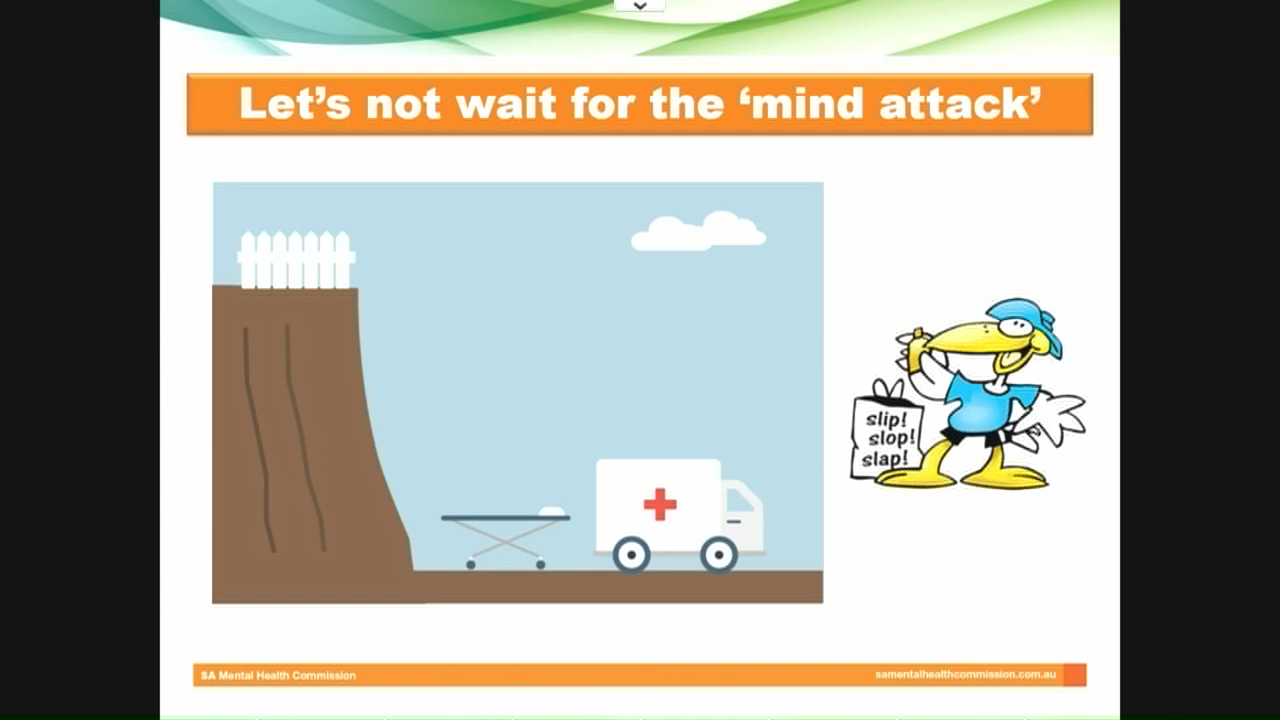 Let’s not wait for the ‘mind attack’
slip!
slop!
slap!
SA Mental Health Commission
samentalhealthcommission.com.au